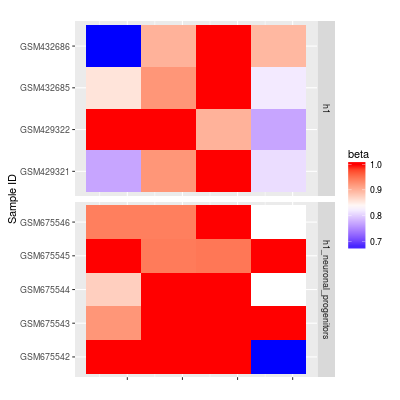 GSM432686
GSM432685
GSM429322
GSM429321
h1
GSM675546
GSM675545
GSM675544
GSM675543
GSM675542
h1_neuronal_progenitors
Sample ID
beta
1.0
0.9
0.8
0.7